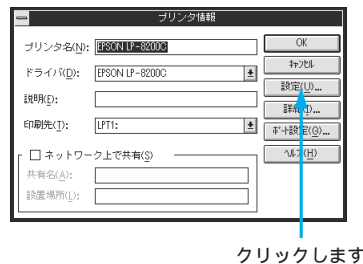 プリンタ情報
プリンタ名(N): EPSON LP-8200C
OK
キャンセル
ドライバ(D): EPSON LP-8200C
設定(U)...
説明(E):
詳細(D)...
印刷先(T): LPT1:
ポート設定(G)...
ネットワーク上で共有(S)
ヘルプ(H)
共有名(A):
設置場所(L):
クリックします